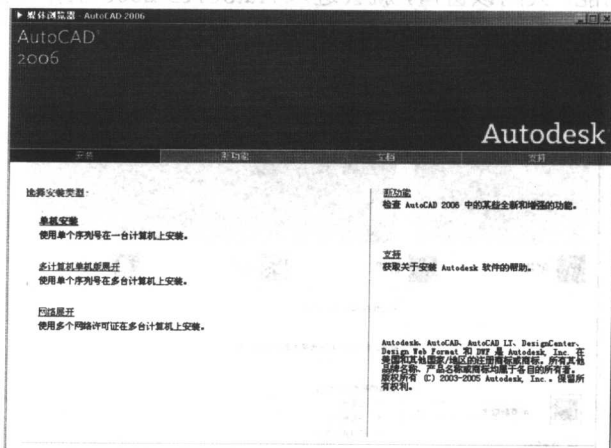 媒体浏览器 - AutoCAD 2006
AutoCAD
2006
Autodesk
安装
新功能
文档
支持
选择安装类型:
单机安装
使用单个序列号在一台计算机上安装。
多计算机单机版展开
使用单个序列号在多台计算机上安装。
网络展开
使用多个网络许可证在多台计算机上安装。
新功能
检查 AutoCAD 2006 中的某些全新和增强的功能。
支持
获取关于安装 Autodesk 软件的帮助。
Autodesk、AutoCAD、AutoCAD LT、DesignCenter、
Design Web Format 和 DWF 是 Autodesk, Inc. 在
美国和其他国家/地区的注册商标或商标。所有其他
品牌名称、产品名称或商标均属于各自的所有者。
版权所有 (C) 2003-2005 Autodesk, Inc.。保留所
有权利。